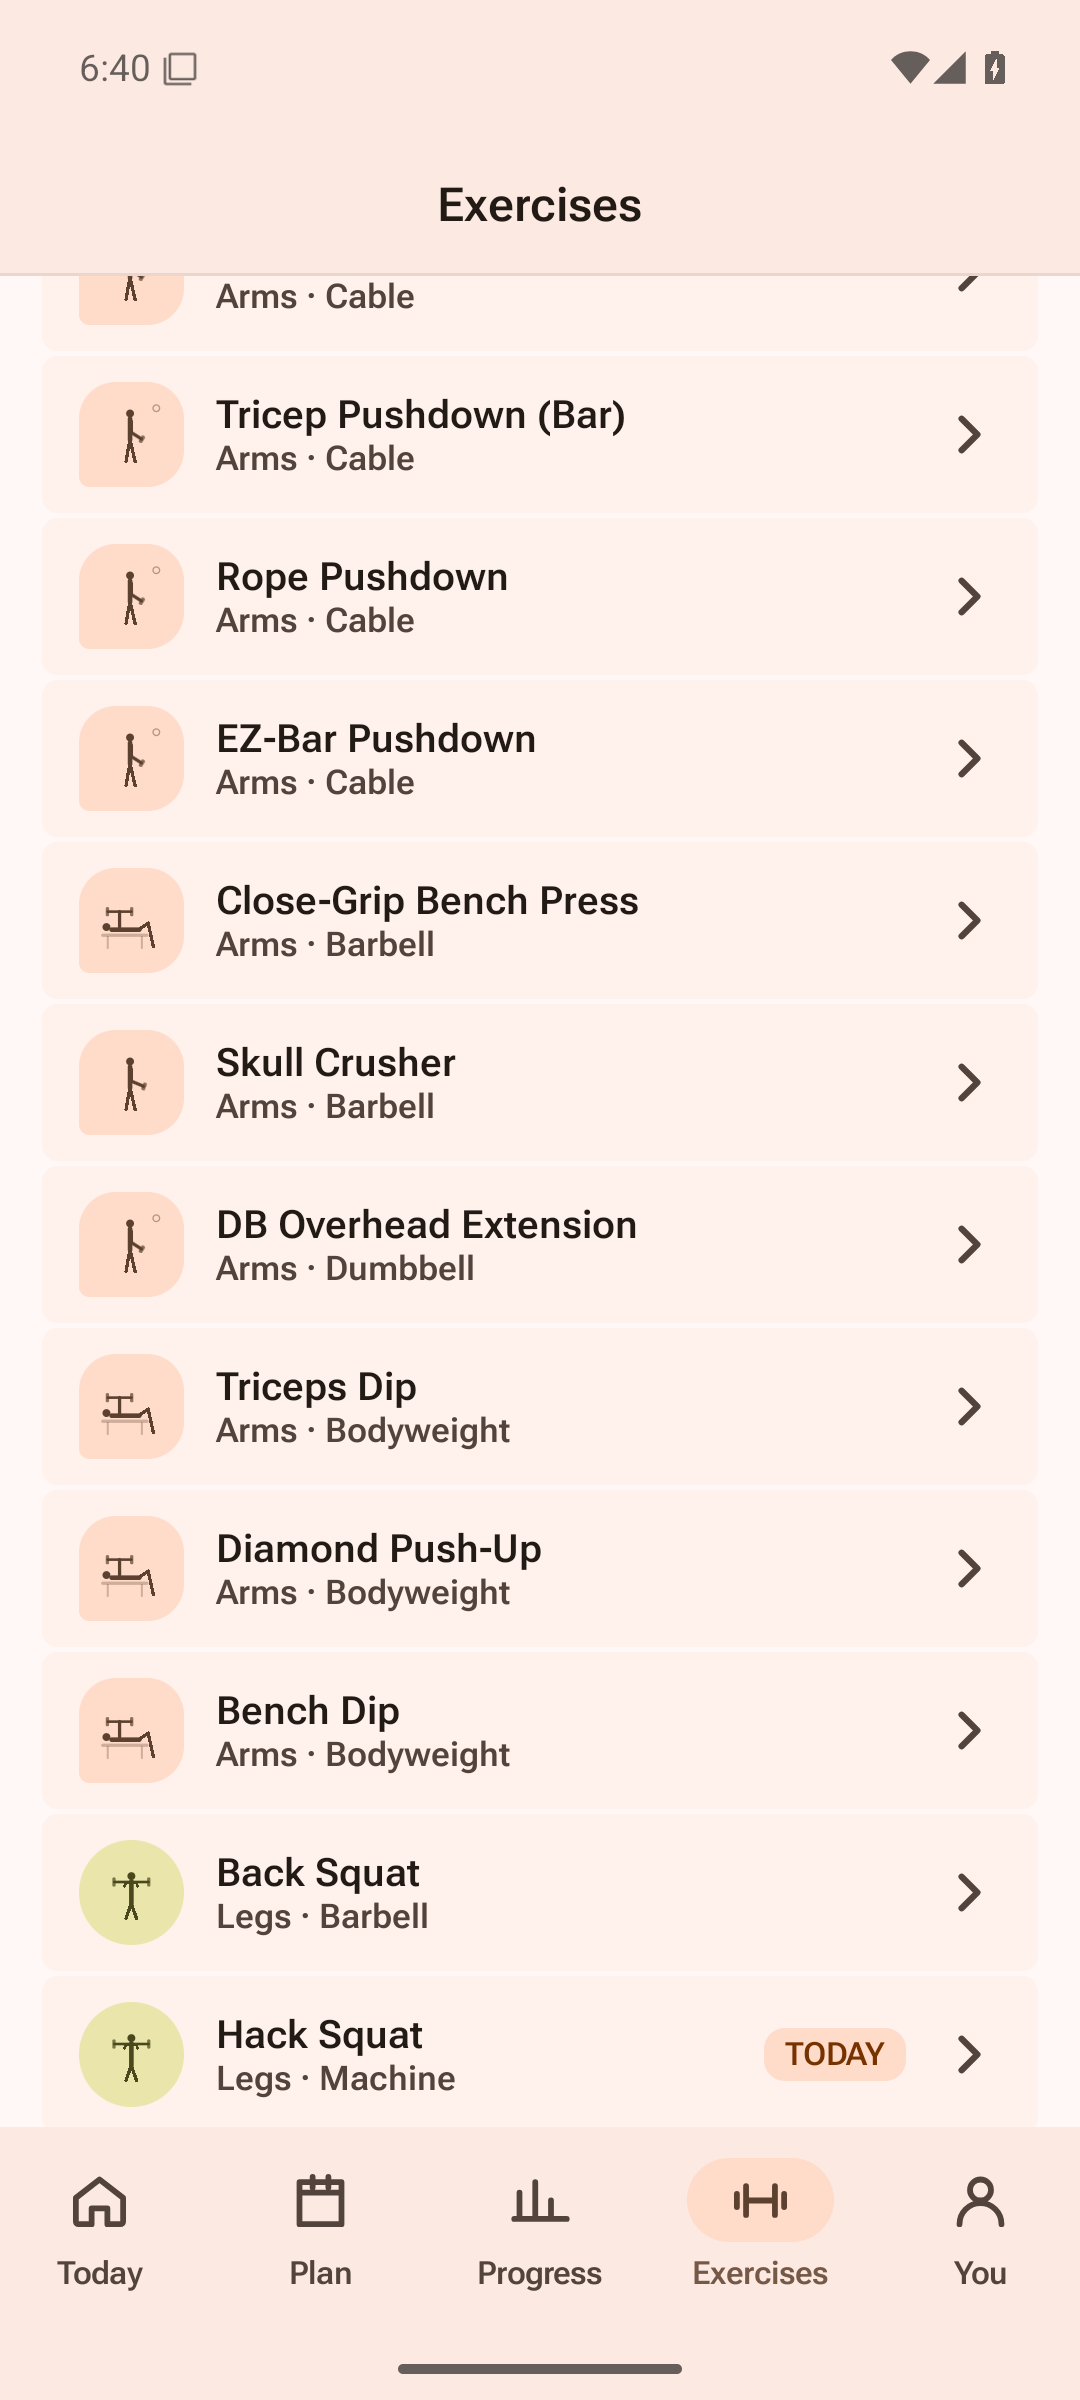 6:40
Exercises
Arms · Cable
Tricep Pushdown (Bar)
Arms · Cable
Rope Pushdown
Arms · Cable
EZ-Bar Pushdown
Arms · Cable
Close-Grip Bench Press
Arms · Barbell
Skull Crusher
Arms · Barbell
DB Overhead Extension
Arms · Dumbbell
Triceps Dip
Arms · Bodyweight
Diamond Push-Up
Arms · Bodyweight
Bench Dip
Arms · Bodyweight
Back Squat
Legs · Barbell
Hack Squat
Legs · Machine
TODAY
Today
Plan
Progress
Exercises
You